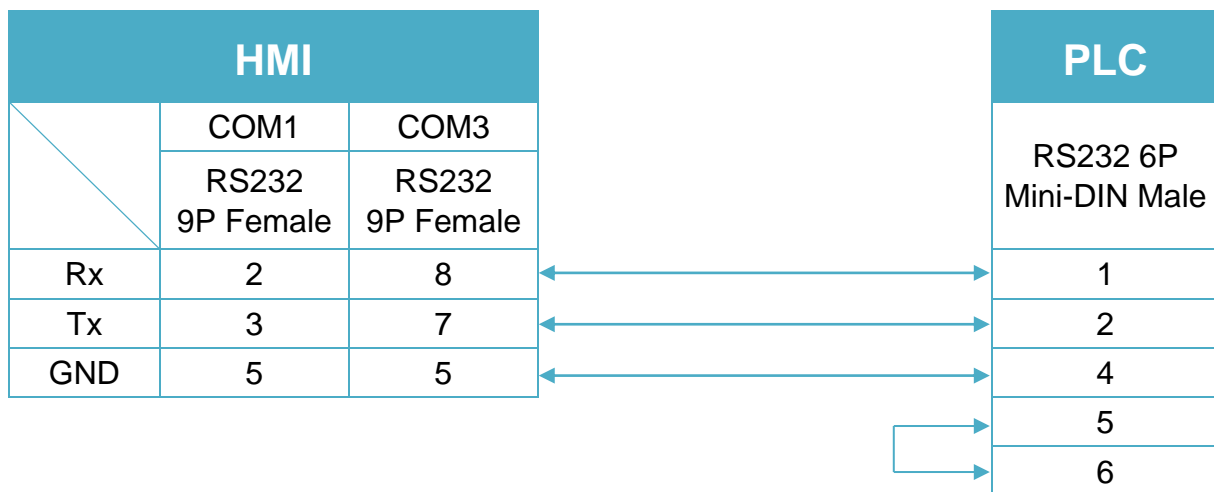 HMI
PLC
COM1
COM3
RS232
9P Female
RS232
9P Female
RS232 6P
Mini-DIN Male
Rx
2
8
1
Tx
3
7
2
GND
5
5
4
5
6